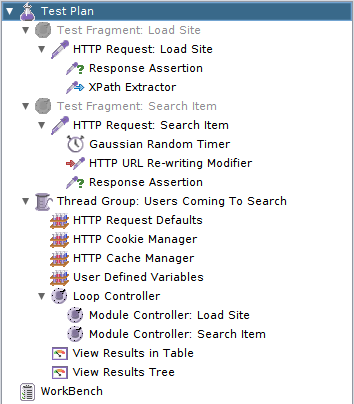 Test Plan
Test Fragment: Load Site
HTTP Request: Load Site
Response Assertion
XPath Extractor
Test Fragment: Search Item
HTTP Request: Search Item
Gaussian Random Timer
HTTP URL Re-writing Modifier
Response Assertion
Thread Group: Users Coming To Search
HTTP Request Defaults
HTTP Cookie Manager
HTTP Cache Manager
User Defined Variables
Loop Controller
Module Controller: Load Site
Module Controller: Search Item
View Results in Table
View Results Tree
WorkBench